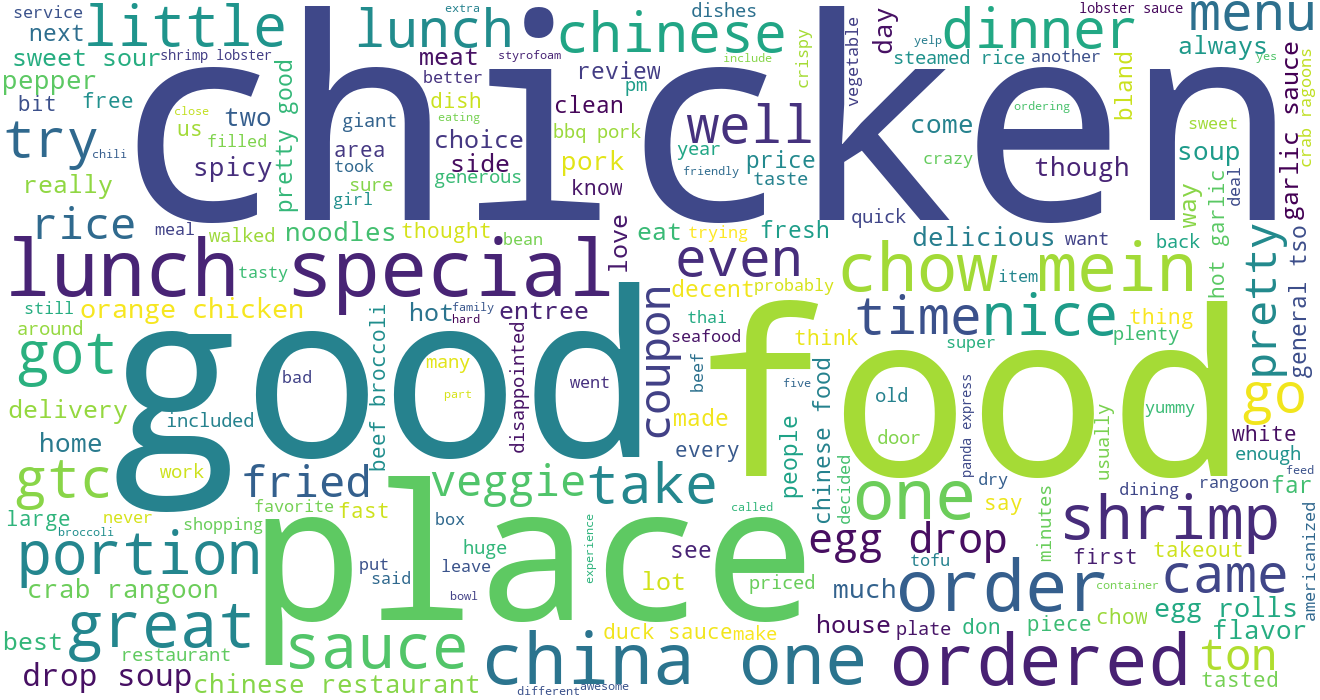 service
extra
dishes
lobster sauce
menu
next
little
lunch
chinese
day
dinner
always
sweet sour
shrimp lobster
meat
styrofoam
include
crispy
yelp
yes
steamed rice
another
pepper
better
review
pm
vegetable
bland
garlic sauce
crab ragoons
bit
free
chicken
close
two
giant
dish
eating
clean
well
ordering
us
filled
pretty good
choice
bbq pork
come
sweet
try
chili
area
year
price
crazy
though
soup
spicy
took
side
pork
friendly
taste
deal
really
sure
girl
generous
know
way
hot garlic
rice
meal
walked
noodles
thought
bean
love
eat
trying
fresh
quick
delicious
want
back
lunch special
tasty
even
chow mein
item
general tso
pretty
still
orange chicken
hot
family
hard
entree
decent
probably
time
nice
thing
around
beef broccoli
disappointed
coupon
thai
seafood
think
super
plenty
got
good
food
bad
many
part
went
beef
five
old
yummy
go
delivery
included
made
people
chinese food
door
panda express
usually
white
home
work
every
decided
enough
gtc
fried
veggie
take
one
dry
dining
rangoon
feed
far
large
never
favorite
fast
box
called
say
minutes
shrimp
americanized
broccoli
shopping
place
experience
egg drop
first
takeout
portion
put
said
leave
huge
see
tofu
crab rangoon
bowl
lot
priced
much
order
container
came
great
duck sauce
make
house
plate
don
piece
chow
egg rolls
best
restaurant
sauce
flavor
drop soup
chinese restaurant
china one
different
awesome
ordered
ton
tasted